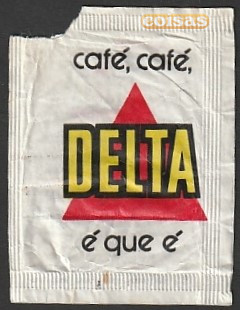 coisas
café, café,
DELTA
é que é